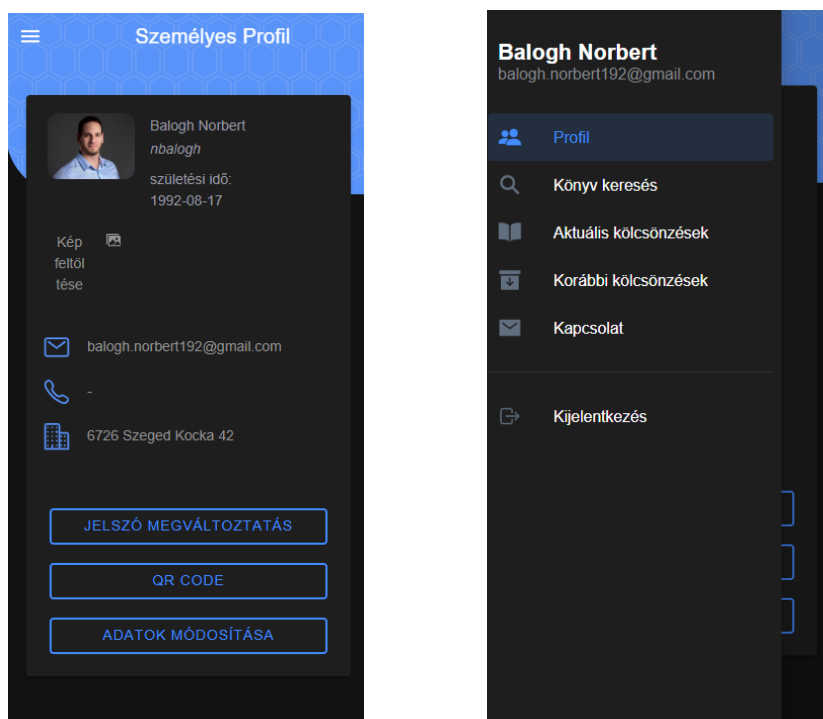 Személyes Profil
Balogh Norbert
nbalogh
születési idő:
1992-08-17
Kép
feltöl
tése
balogh.norbert192@gmail.com
-
6726 Szeged Kocka 42
JELSZÓ MEGVÁLTOZTATÁS
QR CODE
ADATOK MÓDOSÍTÁSA
Balogh Norbert
balogh.norbert192@gmail.com
Profil
Könyv keresés
Aktuális kölcsönzések
Korábbi kölcsönzések
Kapcsolat
Kijelentkezés